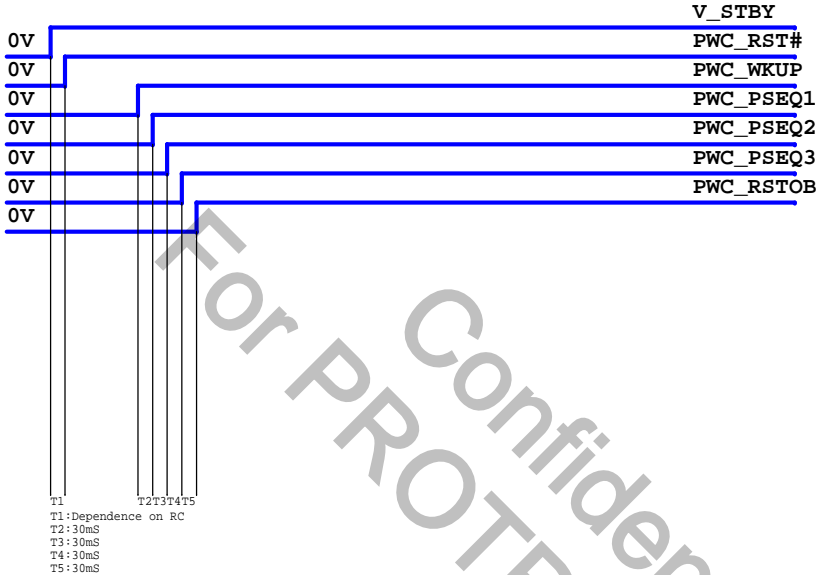 V_STBY
0V PWC_RST#
0V PWC_WKUP
0V PWC_PSEQ1
0V PWC_PSEQ2
0V PWC_PSEQ3
0V PWC_RSTOB
0V
For PROTE
Confiden
T1 T2T3T4T5
T1:Dependence on RC
T2:30mS
T3:30mS
T4:30mS
T5:30mS